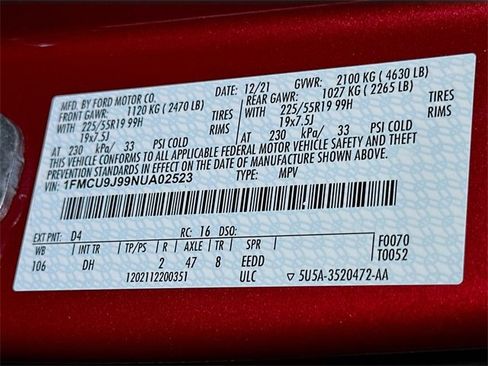 MFD. BY FORD MOTOR CO. DATE: 12/21 GVWR: 2100 KG ( 4630 LB)
FRONT GAWR: 1120 KG ( 2470 LB) REAR GAWR: 1027 KG ( 2265 LB)
WITH 225/55R19 99H TIRES WITH 225/55R19 99H TIRES
19x7.5J RIMS 19x7.5J RIMS
AT 230 kPa/ 33 PSI COLD AT 230 kPa/ 33 PSI COLD
THIS VEHICLE CONFORMS TO ALL APPLICABLE FEDERAL MOTOR VEHICLE SAFETY AND THEFT
PREVENTION STANDARDS IN EFFECT ON THE DATE OF MANUFACTURE SHOWN ABOVE.
VIN: 1FMCU9J99NUA02523 TYPE: MPV
EXT PNT: D4 RC: 16 DSO: F0070
WB INT TR TP/PS R AXLE TR SPR T0052
106 DH 2 47 8 EEDD
1202112200351 ULC ▽ 5U5A-3520472-AA